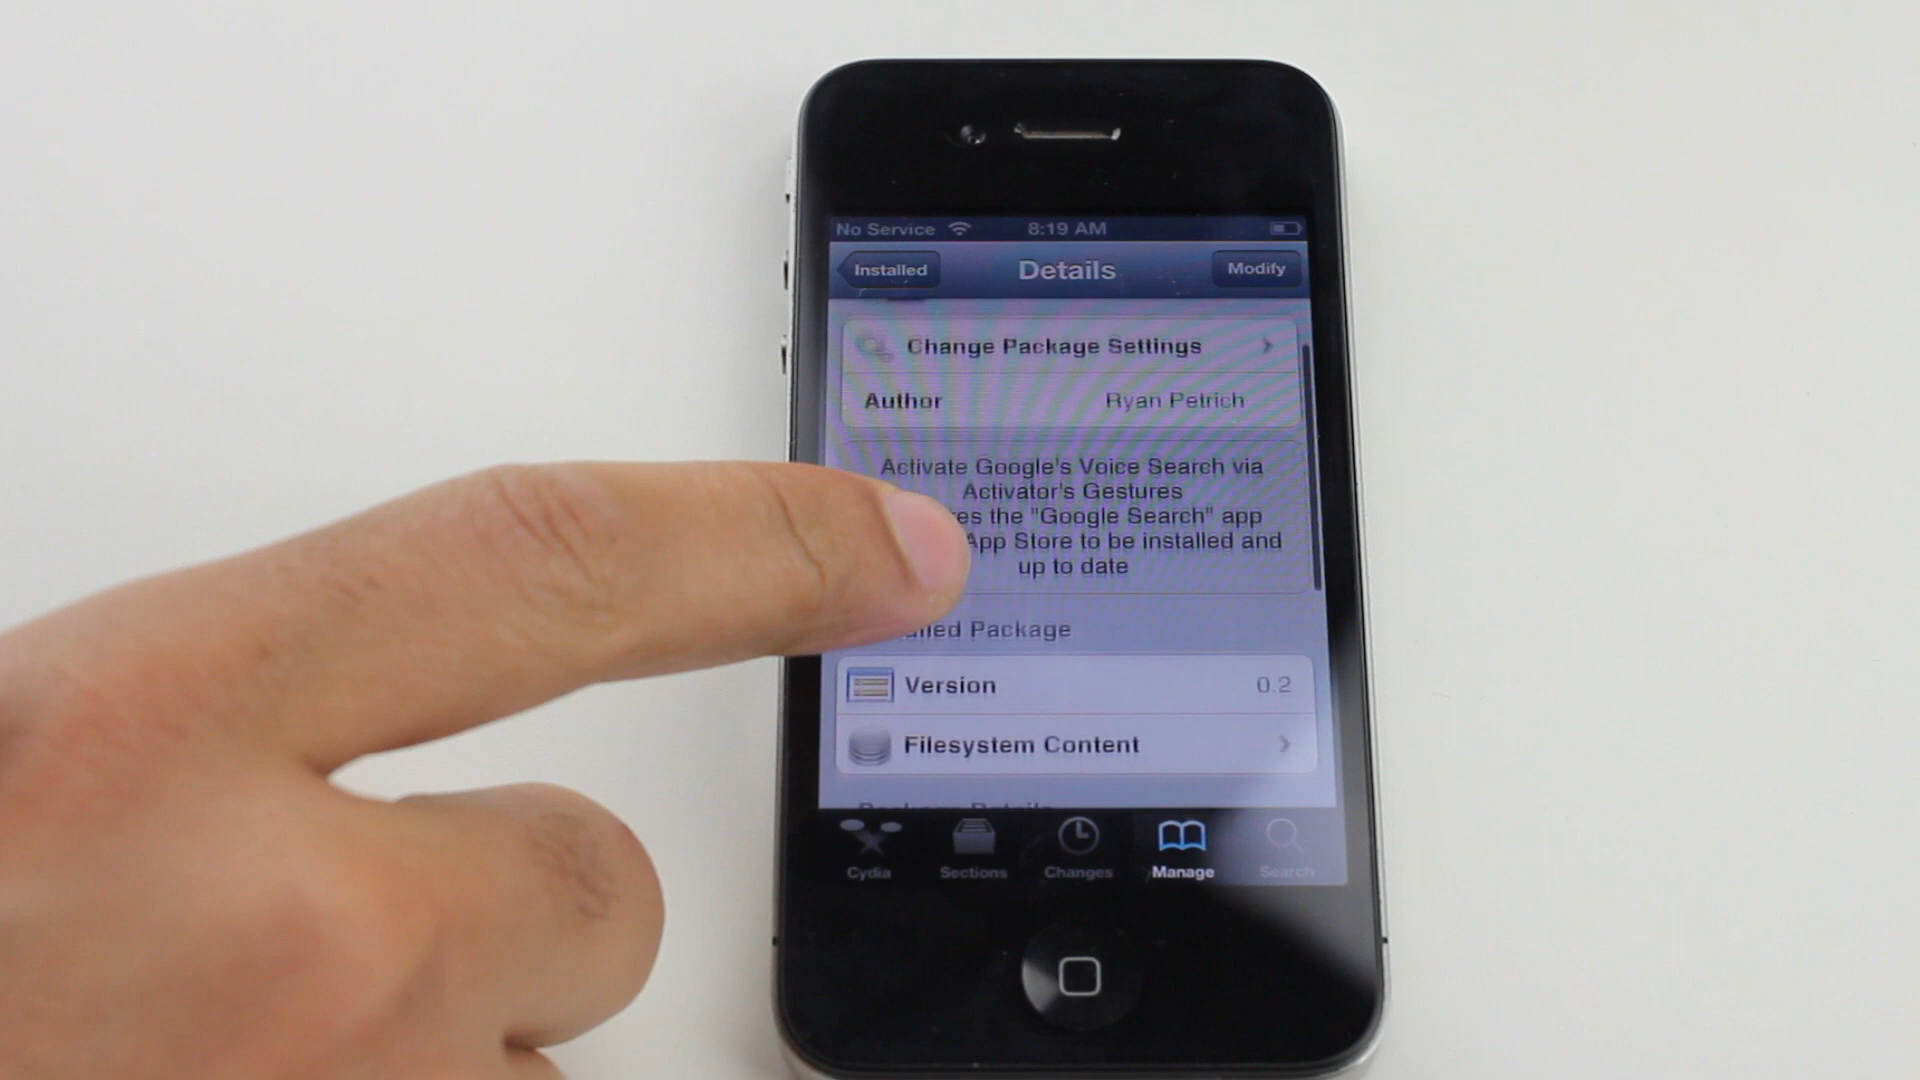 No Service 8:19 AM
Installed Details Modify
Change Package Settings
Author Ryan Petrich
Activate Google's Voice Search via
Activator's Gestures
the "Google Search" app
App Store to be installed and
up to date
Package
Version 0.2
Filesystem Content
Package Details
Cydia Sections Changes Manage Search